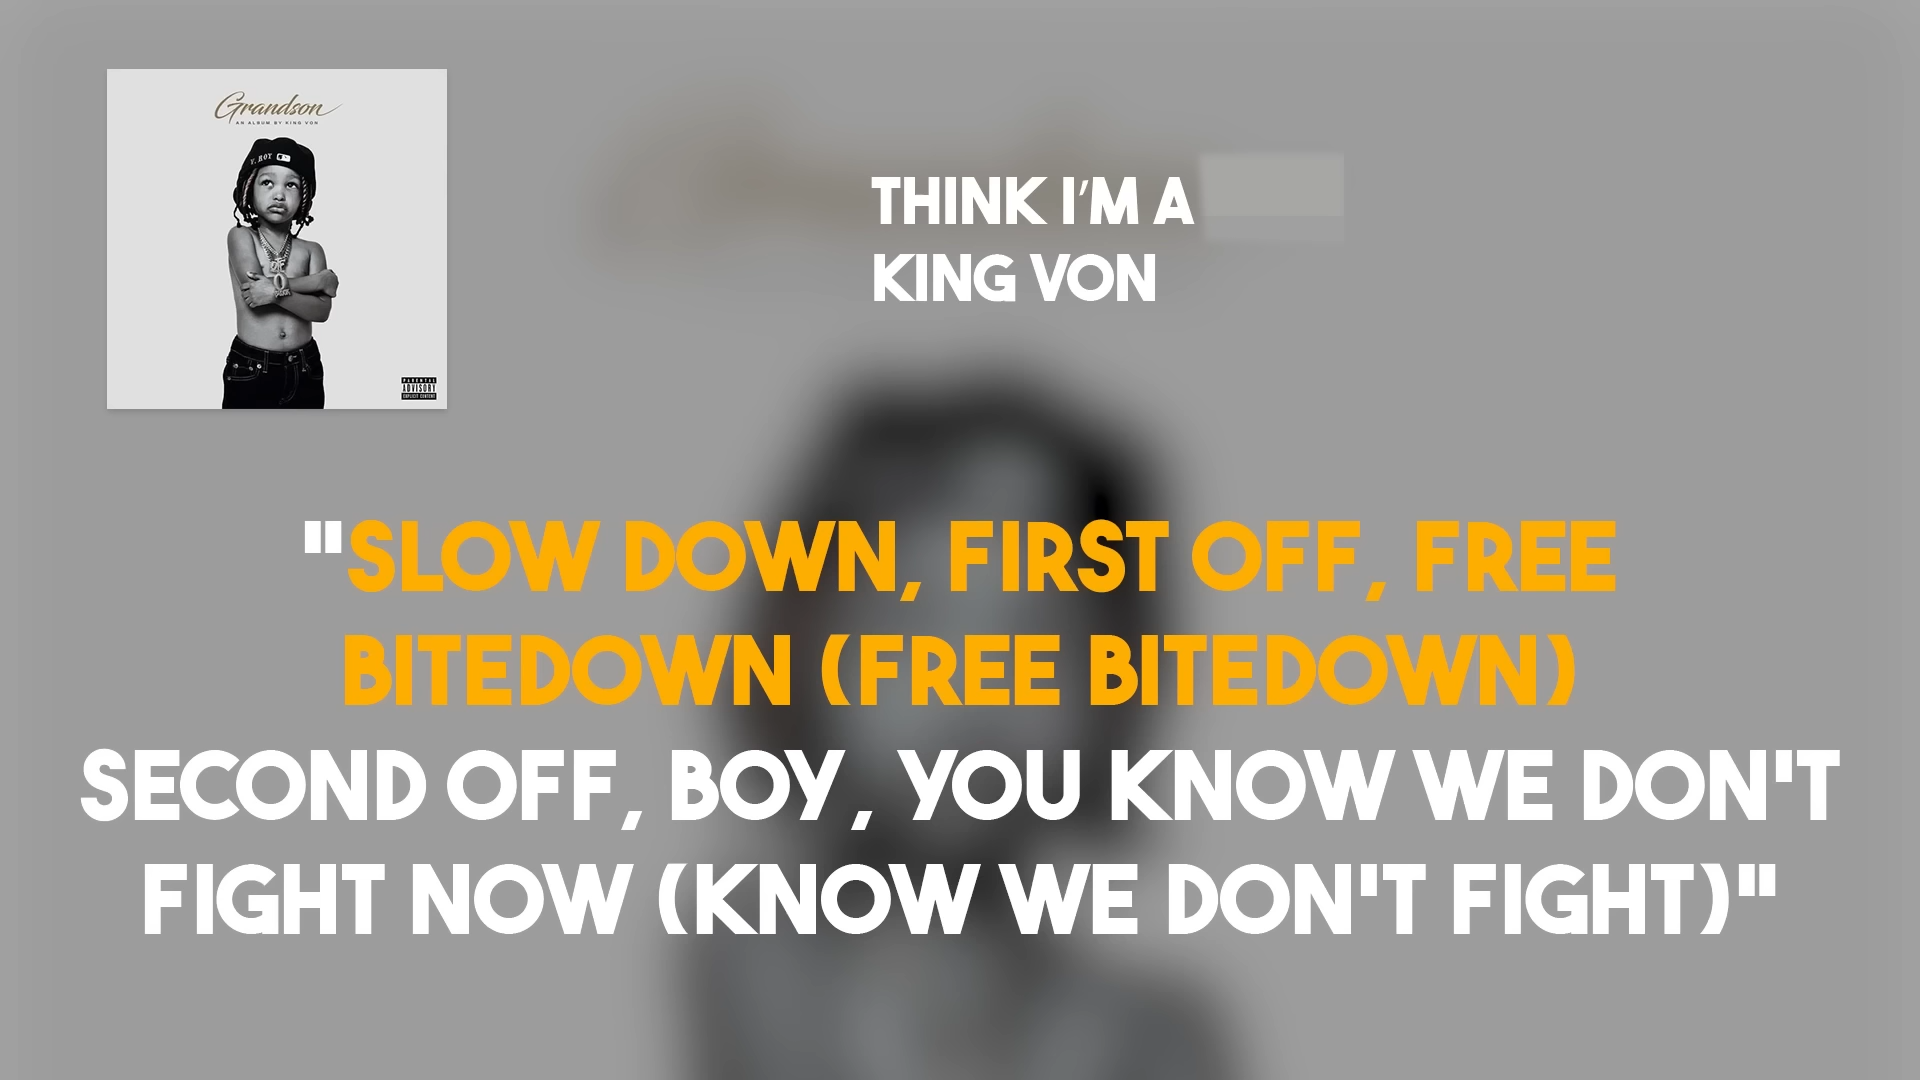 Grandson
AN ALBUM BY KING VON
V. ROY
PARENTAL
ADVISORY
EXPLICIT CONTENT
THINK I'M A
KING VON
"SLOW DOWN, FIRST OFF, FREE
BITEDOWN (FREE BITEDOWN)
SECOND OFF, BOY, YOU KNOW WE DON'T
FIGHT NOW (KNOW WE DON'T FIGHT)"